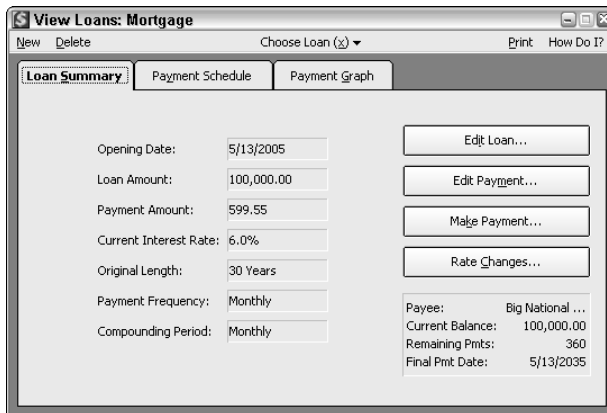 View Loans: Mortgage
New Delete Choose Loan (x) Print How Do I?
Loan Summary Payment Schedule Payment Graph
Opening Date: 5/13/2005
Loan Amount: 100,000.00
Payment Amount: 599.55
Current Interest Rate: 6.0%
Original Length: 30 Years
Payment Frequency: Monthly
Compounding Period: Monthly
Edit Loan...
Edit Payment...
Make Payment...
Rate Changes...
Payee: Big National ...
Current Balance: 100,000.00
Remaining Pmts: 360
Final Pmt Date: 5/13/2035